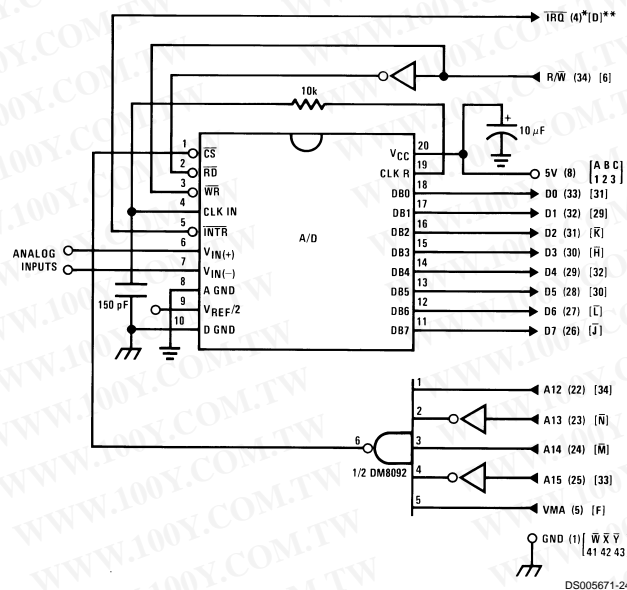 IRQ (4)*[D]**
R/W (34) [6]
10k
+
10 μF
5V (8) [A B C]
[1 2 3]
1 CS
2 RD
3 WR
4 CLK IN
5 INTR
6 VIN(+)
7 VIN(−)
8 A GND
9 VREF/2
10 D GND
A/D
VCC 20
CLK R 19
DB0 18
DB1 17
DB2 16
DB3 15
DB4 14
DB5 13
DB6 12
DB7 11
D0 (33) [31]
D1 (32) [29]
D2 (31) [K̅]
D3 (30) [H̅]
D4 (29) [32]
D5 (28) [30]
D6 (27) [L̅]
D7 (26) [J̅]
ANALOG
INPUTS
150 pF
6
1/2 DM8092
1 A12 (22) [34]
2 A13 (23) [N̅]
3 A14 (24) [M̅]
4 A15 (25) [33]
5 VMA (5) [F]
GND (1) [W̅ X̅ Y̅
41 42 43
DS005671-24
WWW.100Y.COM.TW